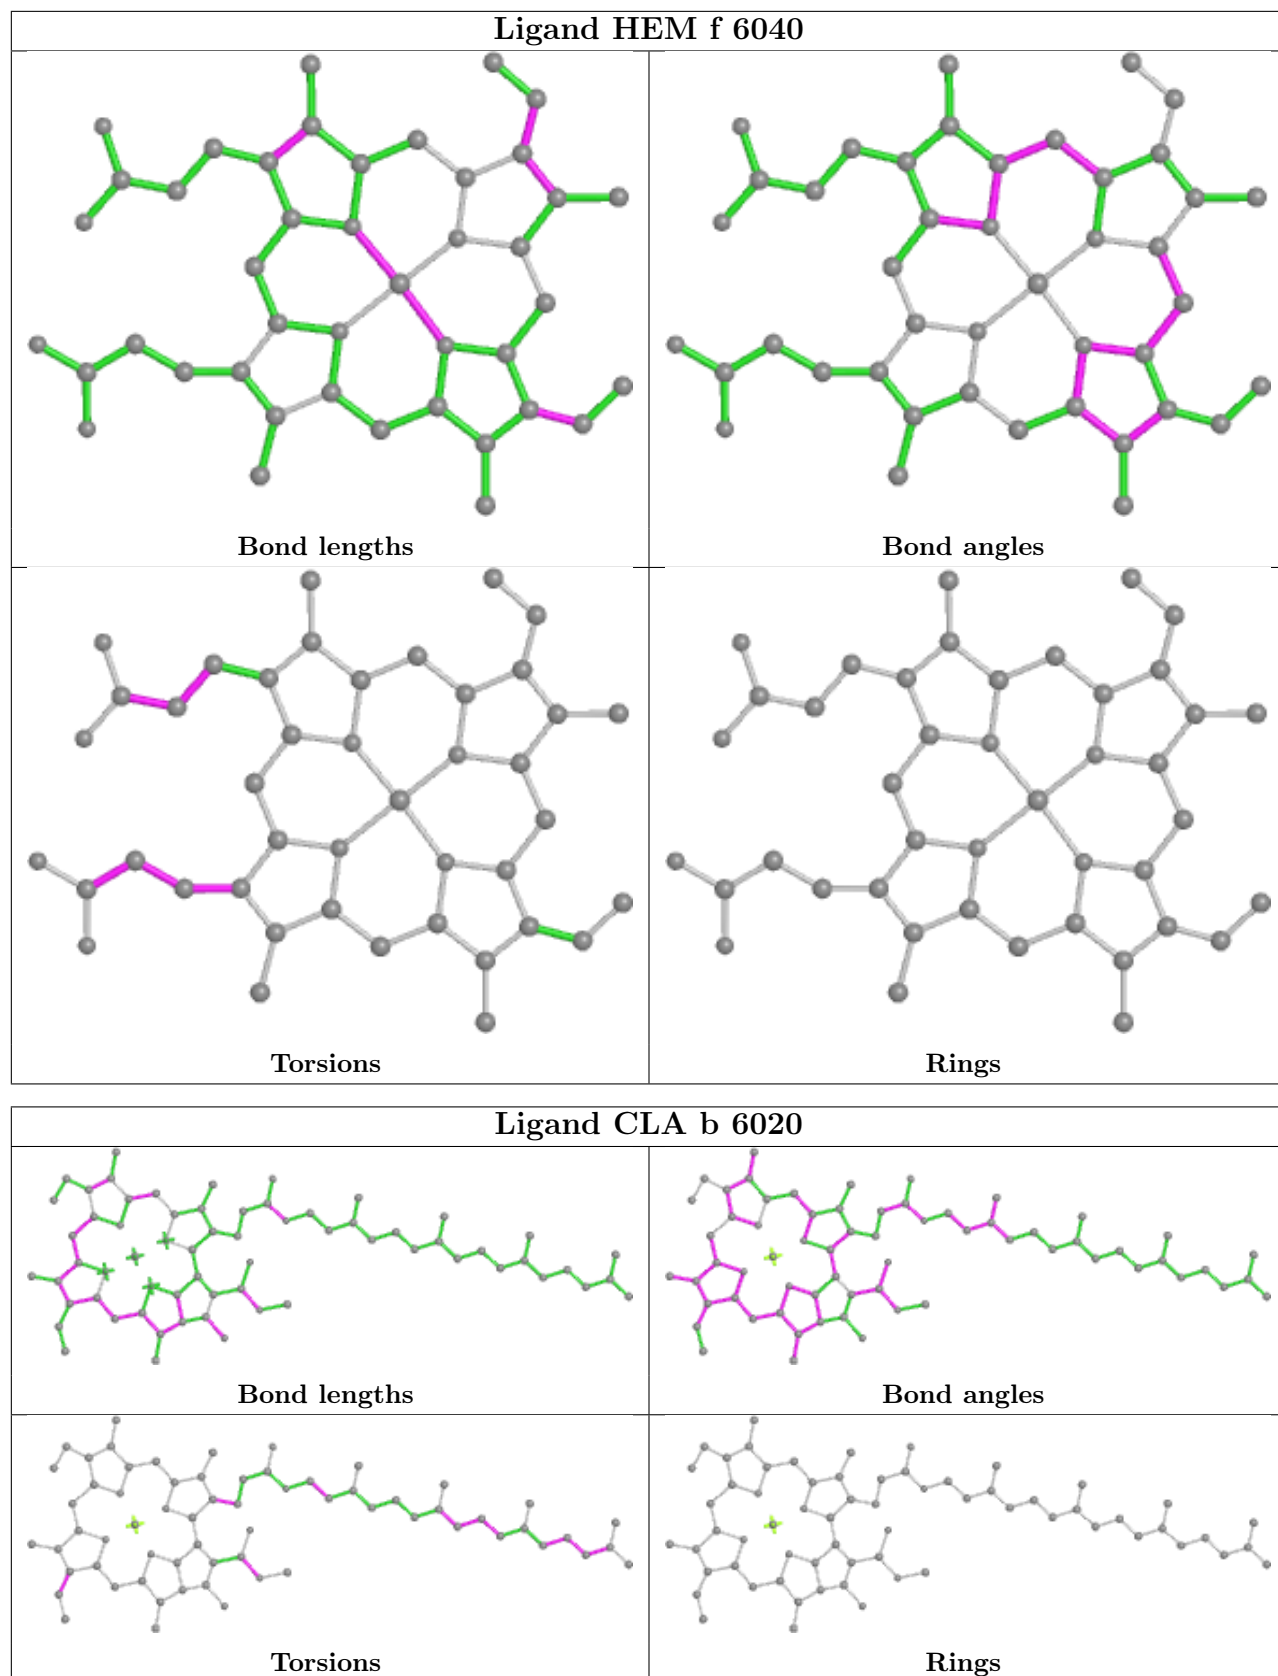 Ligand HEM f 6040
Bond lengths
Bond angles
Torsions
Rings
Ligand CLA b 6020
Bond lengths
Bond angles
Torsions
Rings